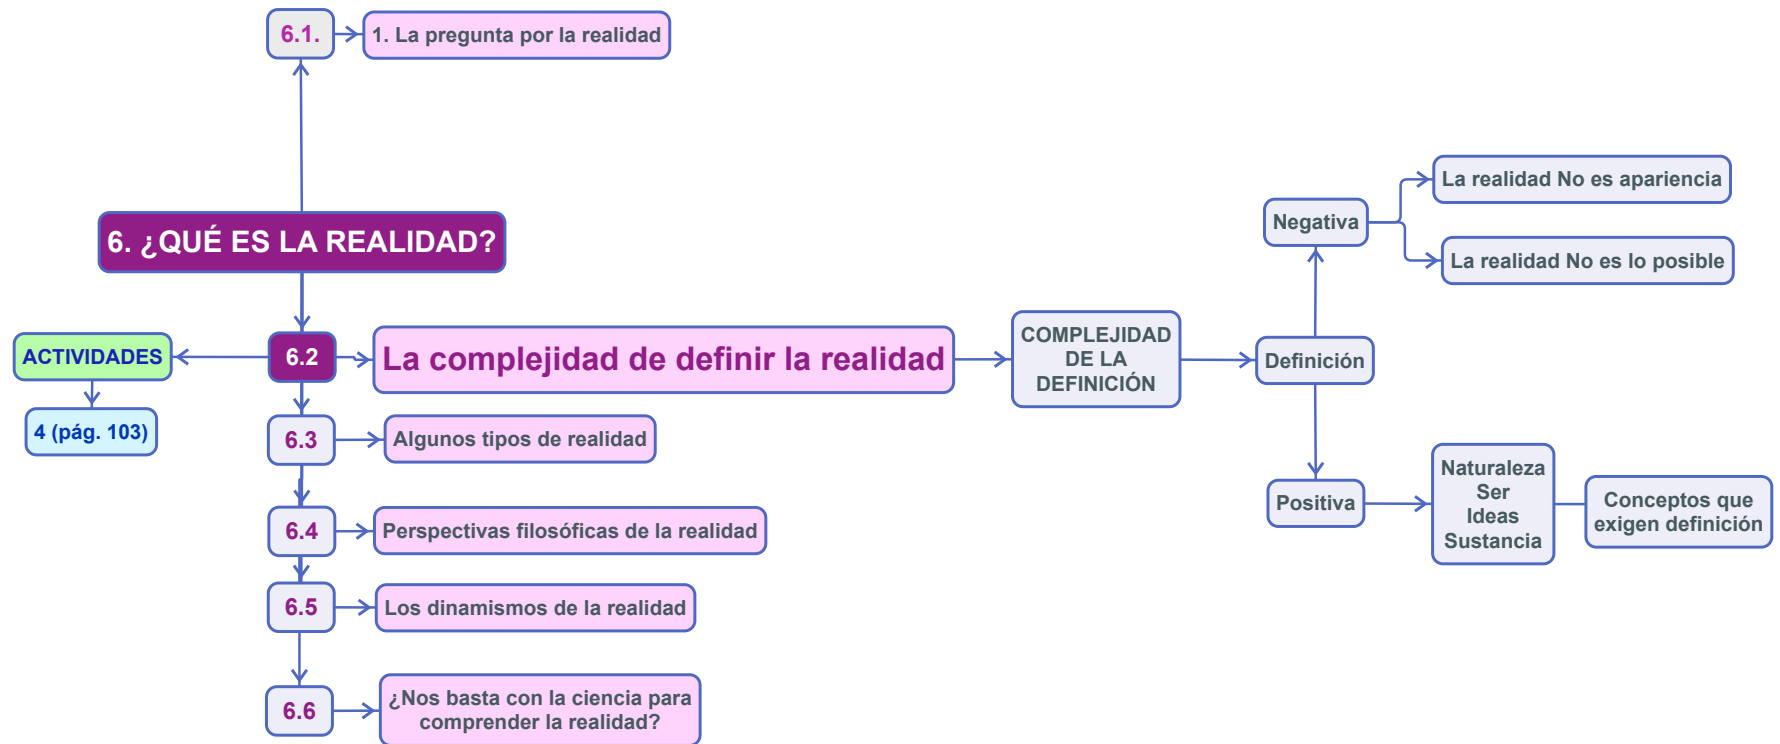 6.1.
1. La pregunta por la realidad
6. ¿QUÉ ES LA REALIDAD?
ACTIVIDADES
4 (pág. 103)
6.2
La complejidad de definir la realidad
COMPLEJIDAD
DE LA
DEFINICIÓN
Definición
Negativa
La realidad No es apariencia
La realidad No es lo posible
Positiva
Naturaleza
Ser
Ideas
Sustancia
Conceptos que
exigen definición
6.3
Algunos tipos de realidad
6.4
Perspectivas filosóficas de la realidad
6.5
Los dinamismos de la realidad
6.6
¿Nos basta con la ciencia para
comprender la realidad?